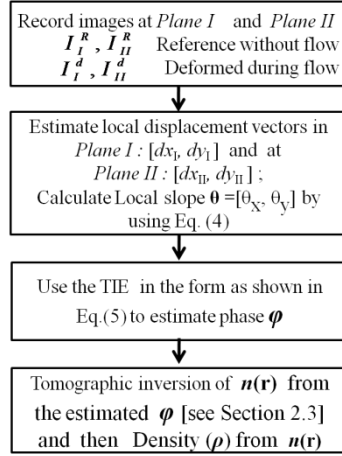 Record images at Plane I and Plane II
I_I^R, I_II^R Reference without flow
I_I^d, I_II^d Deformed during flow
Estimate local displacement vectors in
Plane I : [dx_I, dy_I ] and at
Plane II : [dx_II, dy_II ] ;
Calculate Local slope θ =[θ_x, θ_y] by
using Eq. (4)
Use the TIE in the form as shown in
Eq.(5) to estimate phase φ
Tomographic inversion of n(r) from
the estimated φ [see Section 2.3]
and then Density (ρ) from n(r)